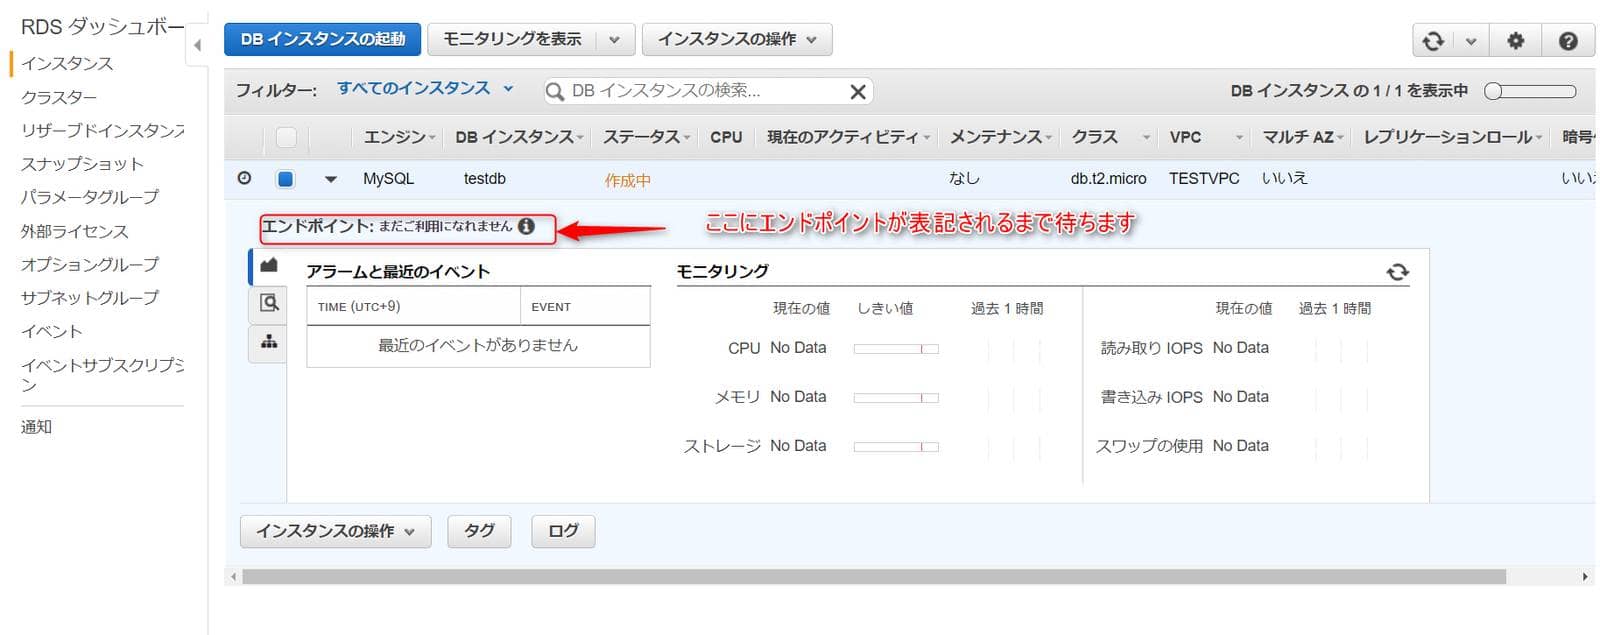 RDS ダッシュボー
インスタンス
クラスター
リザーブドインスタンス
スナップショット
パラメータグループ
外部ライセンス
オプショングループ
サブネットグループ
イベント
イベントサブスクリプシ
ン
通知
DB インスタンスの起動 モニタリングを表示 インスタンスの操作
フィルター: すべてのインスタンス DB インスタンスの検索... DB インスタンス の 1 / 1 を表示中
エンジン DB インスタンス ステータス CPU 現在のアクティビティ メンテナンス クラス VPC マルチ AZ レプリケーションロール 暗号
MySQL testdb 作成中 なし db.t2.micro TESTVPC いいえ いい
エンドポイント: まだご利用になれません ここにエンドポイントが表記されるまで待ちます
アラームと最近のイベント
TIME (UTC+9) EVENT
最近のイベントがありません
モニタリング
現在の値 しきい値 過去 1 時間 現在の値 過去 1 時間
CPU No Data 読み取り IOPS No Data
メモリ No Data 書き込み IOPS No Data
ストレージ No Data スワップの使用 No Data
インスタンスの操作 タグ ログ